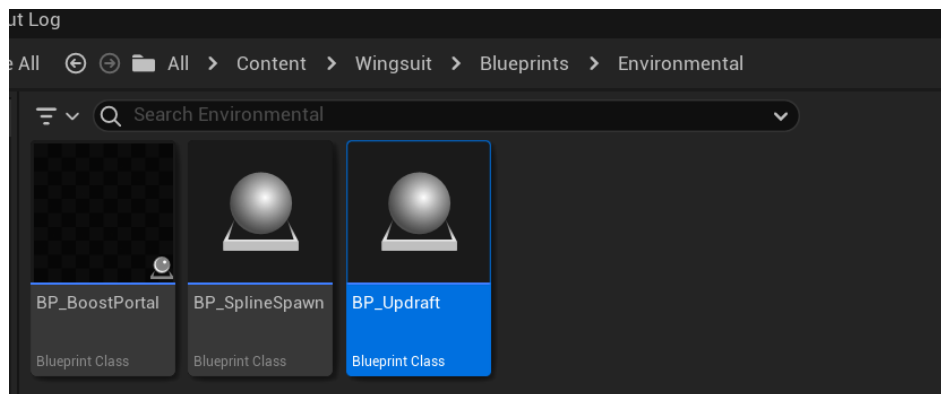 ut Log
All All > Content > Wingsuit > Blueprints > Environmental
Search Environmental
BP_BoostPortal BP_SplineSpawn BP_Updraft
Blueprint Class Blueprint Class Blueprint Class